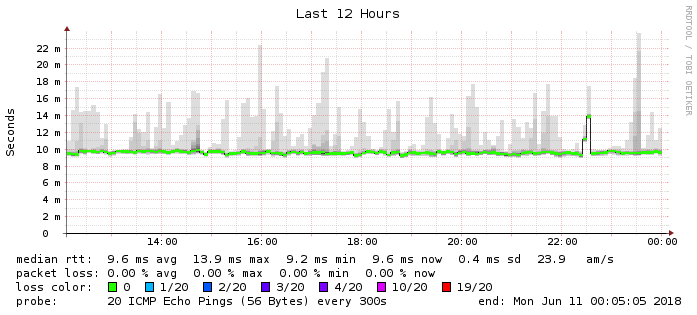 Last 12 Hours
RRDTOOL / TOBI OETIKER
Seconds
22 m
20 m
18 m
16 m
14 m
12 m
10 m
8 m
6 m
4 m
2 m
0
14:00 16:00 18:00 20:00 22:00 00:00
median rtt: 9.6 ms avg 13.9 ms max 9.2 ms min 9.6 ms now 0.4 ms sd 23.9 am/s
packet loss: 0.00 % avg 0.00 % max 0.00 % min 0.00 % now
loss color: 0 1/20 2/20 3/20 4/20 10/20 19/20
probe: 20 ICMP Echo Pings (56 Bytes) every 300s end: Mon Jun 11 00:05:05 2018